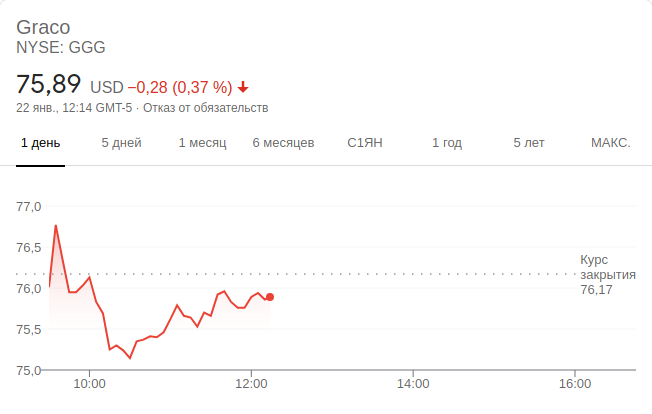 Graco
NYSE: GGG
75,89 USD −0,28 (0,37 %)
22 янв., 12:14 GMT-5 · Отказ от обязательств
1 день 5 дней 1 месяц 6 месяцев С1ЯН 1 год 5 лет МАКС.
77,0
76,5
76,0
75,5
75,0
Курс
закрытия
76,17
10:00 12:00 14:00 16:00